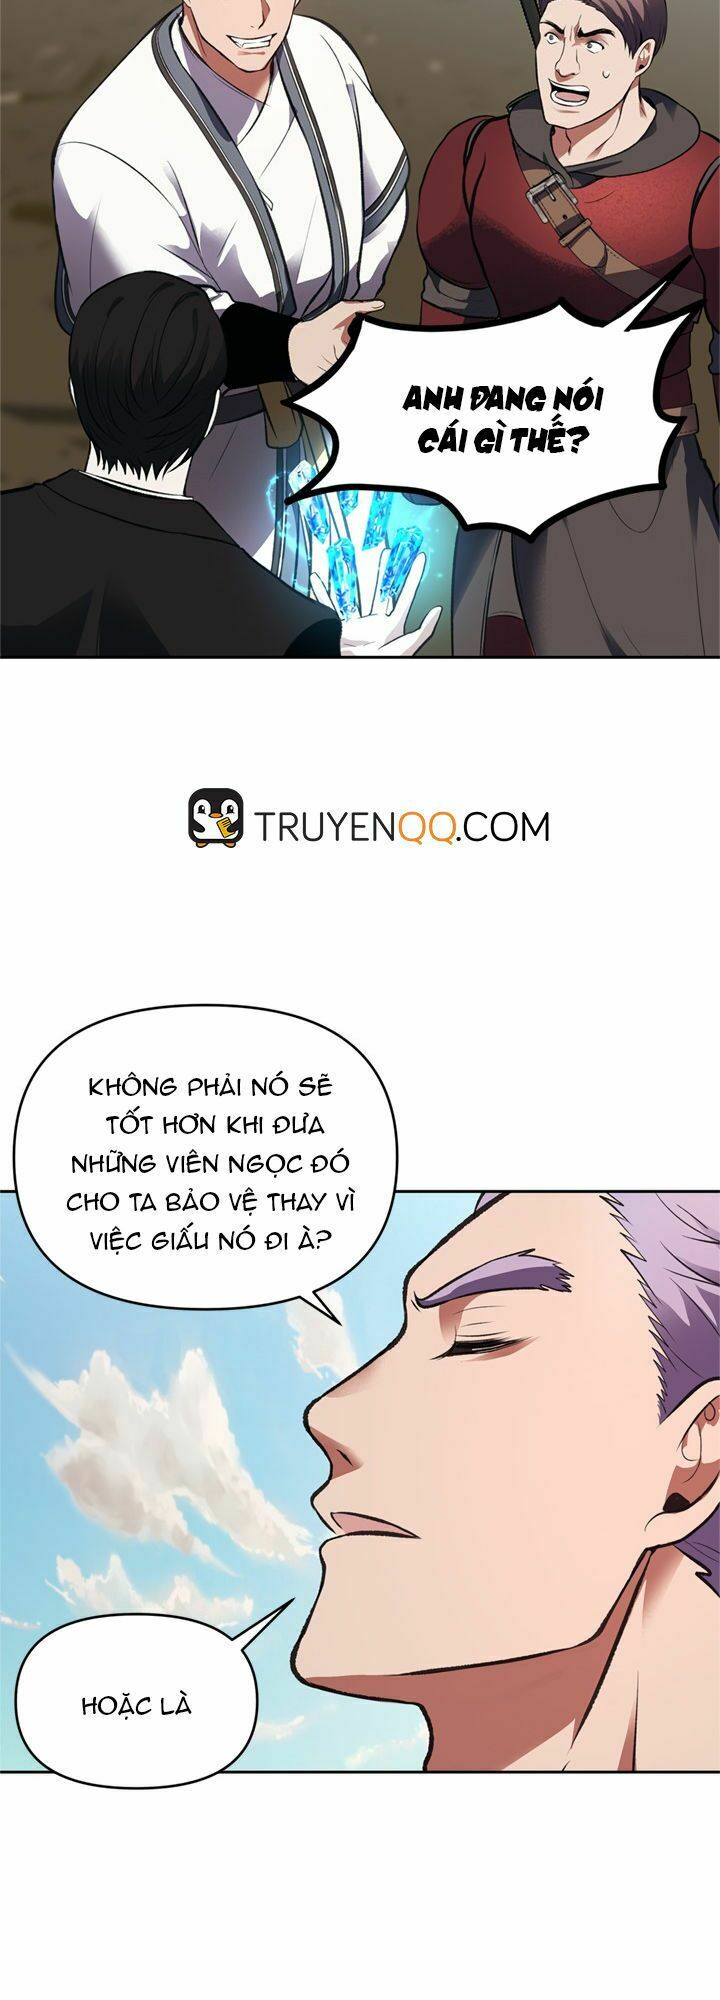 ANH ĐANG NÓI
CÁI GÌ THẾ?
TRUYENQQ.COM
KHÔNG PHẢI NÓ SẼ
TỐT HƠN KHI ĐƯA
NHỮNG VIÊN NGỌC ĐÓ
CHO TA BẢO VỆ THAY VÌ
VIỆC GIẤU NÓ ĐI À?
HOẶC LÀ